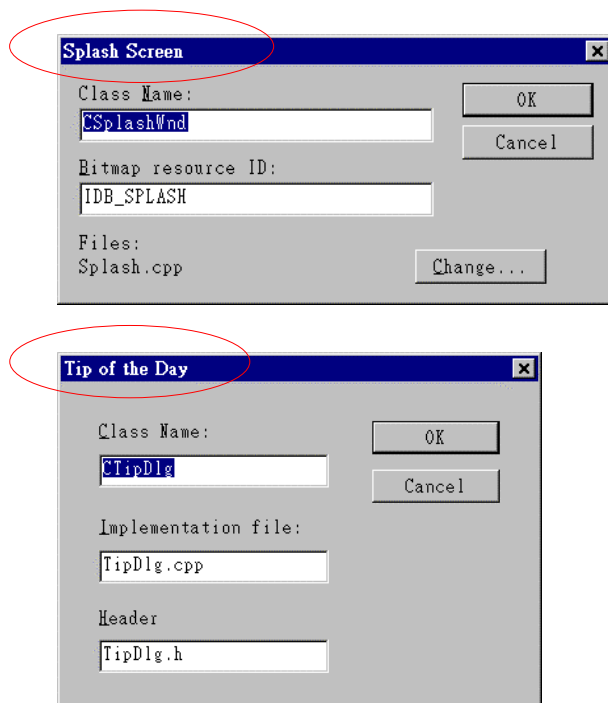 Splash Screen
Class Name:
OK
CSplashWnd
Cancel
Bitmap resource ID:
IDB_SPLASH
Files:
Splash.cpp
Change...
Tip of the Day
Class Name:
OK
CTipDlg
Cancel
Implementation file:
TipDlg.cpp
Header
TipDlg.h